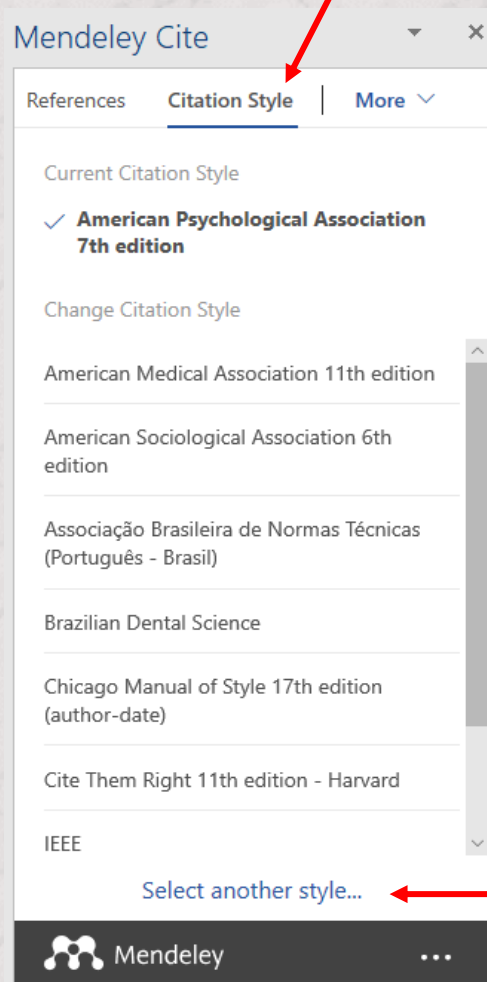 Mendeley Cite
References Citation Style More
Current Citation Style
American Psychological Association
7th edition
Change Citation Style
American Medical Association 11th edition
American Sociological Association 6th
edition
Associação Brasileira de Normas Técnicas
(Português - Brasil)
Brazilian Dental Science
Chicago Manual of Style 17th edition
(author-date)
Cite Them Right 11th edition - Harvard
IEEE
Select another style...
Mendeley